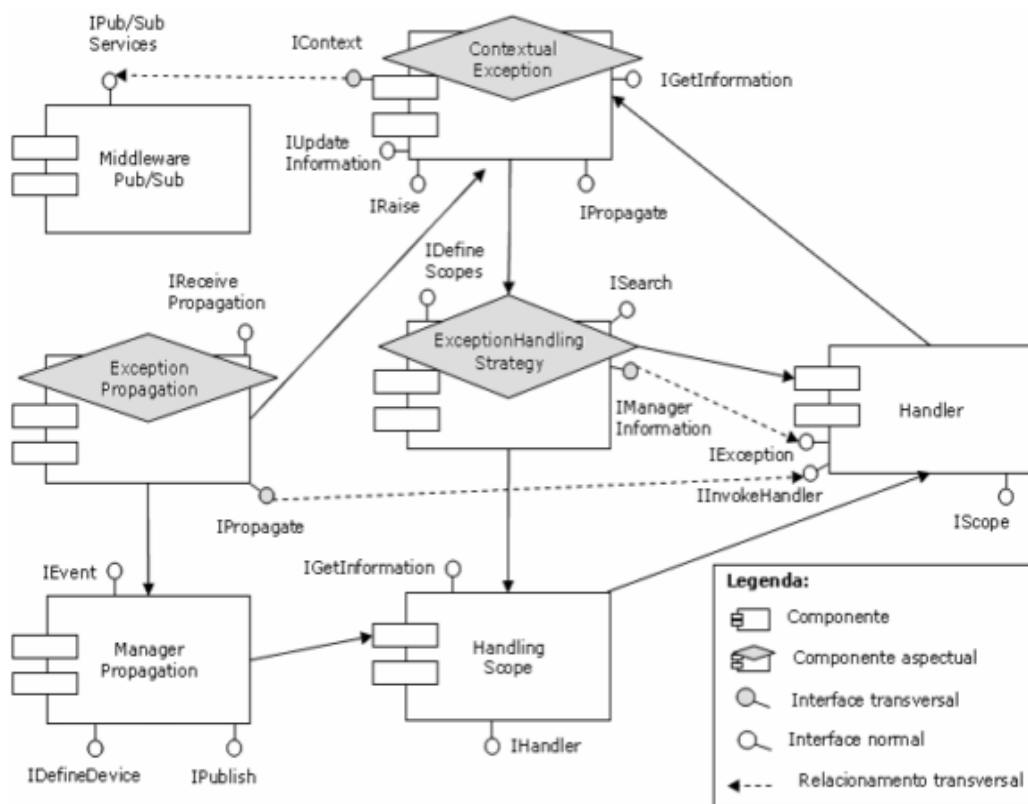 IPub/Sub
Services
IContext
Contextual
Exception
IGetInformation
Middleware
Pub/Sub
IUpdate
Information
IRaise
IPropagate
IDefine
Scopes
ISearch
IReceive
Propagation
Exception
Propagation
ExceptionHandling
Strategy
Handler
IManager
Information
IException
IInvokeHandler
IPropagate
IScope
IEvent
IGetInformation
Manager
Propagation
Handling
Scope
IDefineDevice
IPublish
IHandler
Legenda:
Componente
Componente aspectual
Interface transversal
Interface normal
Relacionamento transversal